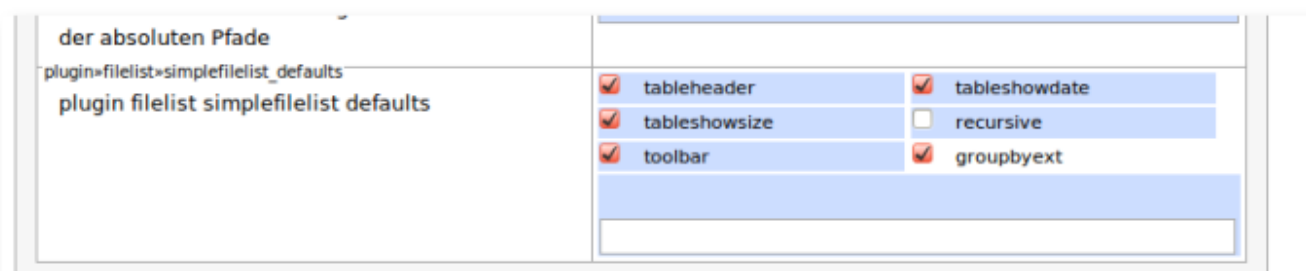 der absoluten Pfade
plugin»filelist»simplefilelist_defaults
plugin filelist simplefilelist defaults
tableheader tableshowdate
tableshowsize recursive
toolbar groupbyext